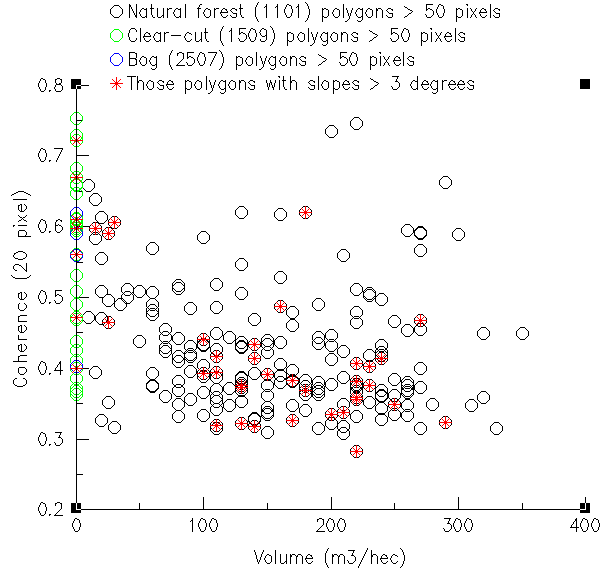 Natural forest (1101) polygons > 50 pixels
Clear-cut (1509) polygons > 50 pixels
Bog (2507) polygons > 50 pixels
Those polygons with slopes > 3 degrees
0.8
0.7
0.6
0.5
0.4
0.3
0.2
Coherence (20 pixel)
0 100 200 300 400
Volume (m3/hec)